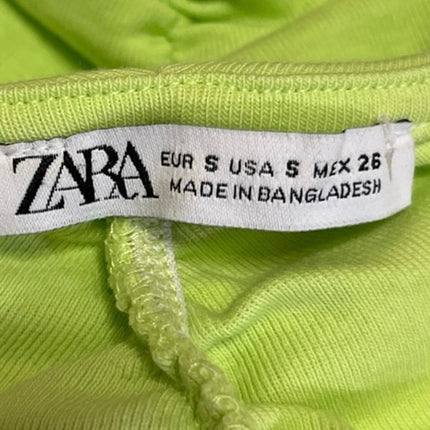 ZARA
EUR S USA S MEX 26
MADE IN BANGLADESH